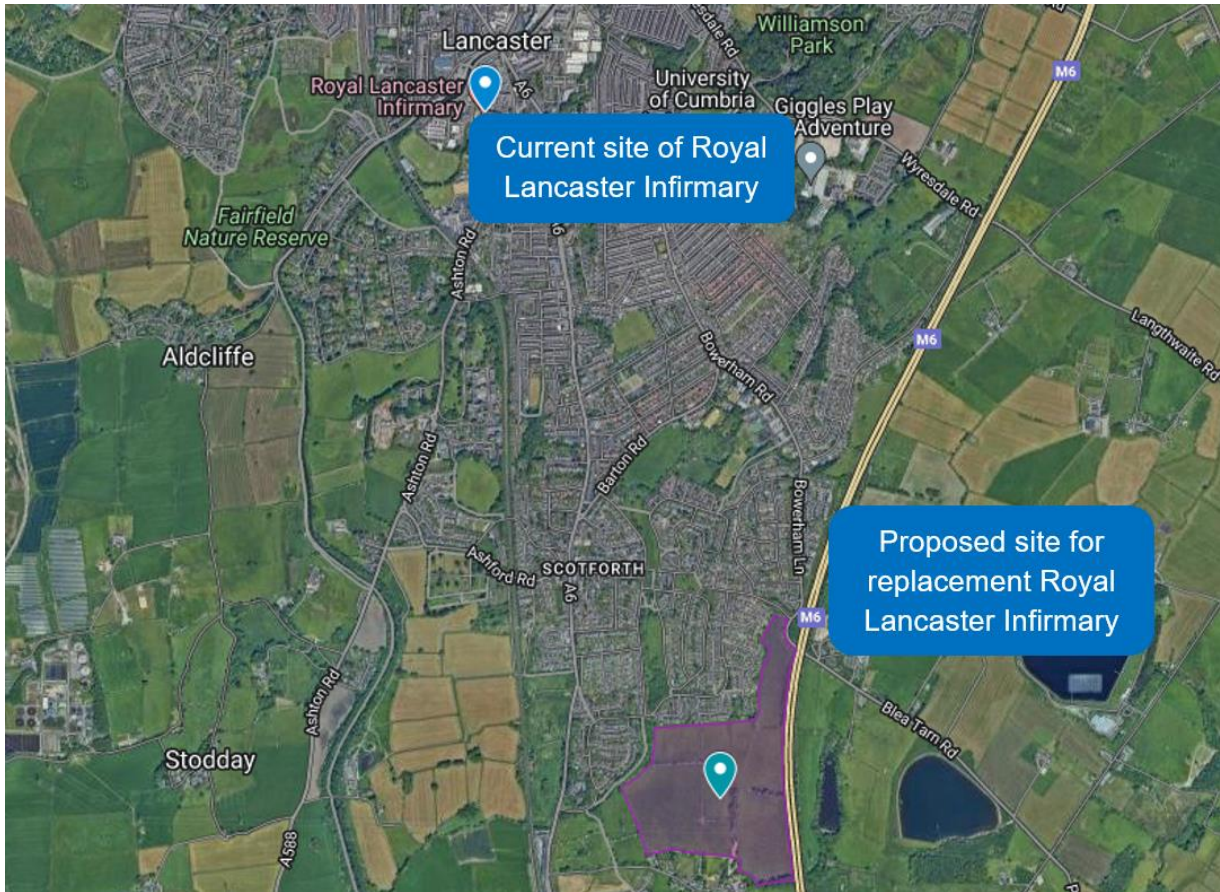 Williamson
Park
Wyresdale Rd
Lancaster
M6
Royal Lancaster
Infirmary
A6
University
of Cumbria
Giggles Play
Adventure
Current site of Royal
Lancaster Infirmary
Wyresdale Rd
Fairfield
Nature Reserve
A6
Ashton Rd
Langthwaite Rd
M6
Aldcliffe
Bowerham Rd
Ashton Rd
Barton Rd
Bowerham Ln
Proposed site for
replacement Royal
Lancaster Infirmary
Ashford Rd
SCOTFORTH
A6
M6
Ashton Rd
Blea Tarn Rd
Stodday
A588